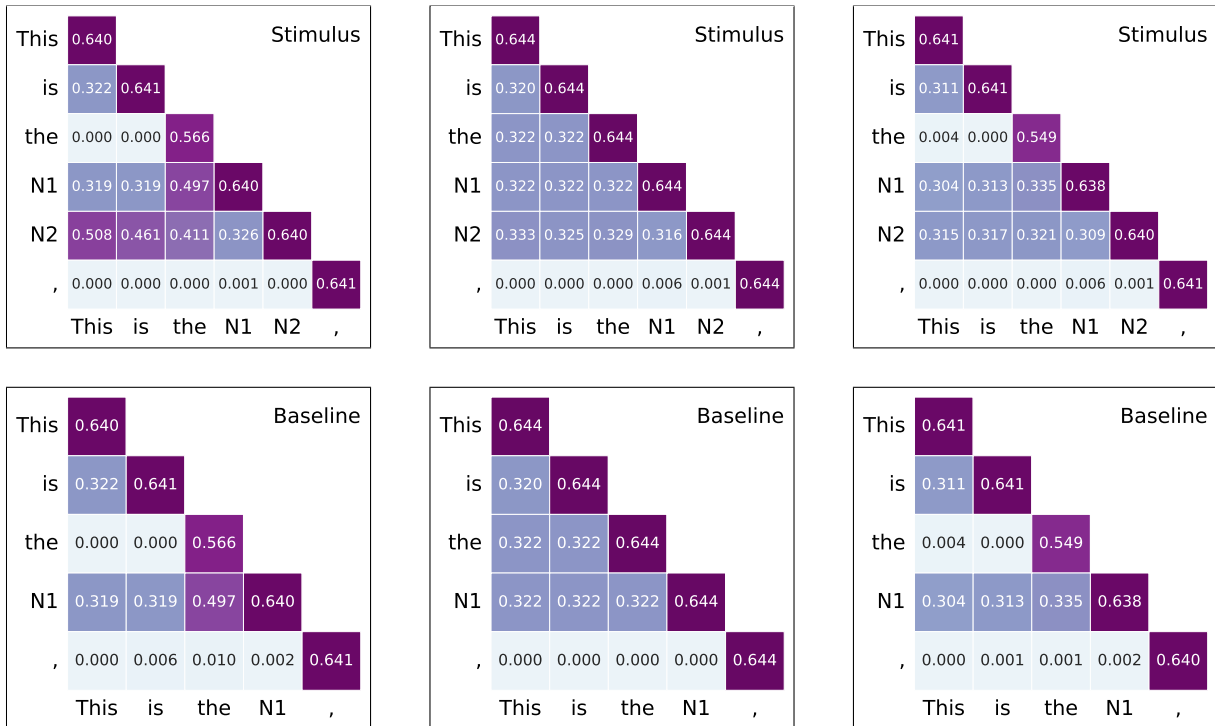 This 0.640 Stimulus
is 0.322 0.641
the 0.000 0.000 0.566
N1 0.319 0.319 0.497 0.640
N2 0.508 0.461 0.411 0.326 0.640
, 0.000 0.000 0.000 0.001 0.000 0.641
This is the N1 N2 ,
0.644 Stimulus
is 0.320 0.644
the 0.322 0.322 0.644
N1 0.322 0.322 0.322 0.644
N2 0.333 0.325 0.329 0.316 0.644
, 0.000 0.000 0.000 0.006 0.001 0.644
This is the N1 N2 ,
This 0.641 Stimulus
is 0.311 0.641
the 0.004 0.000 0.549
N1 0.304 0.313 0.335 0.638
N2 0.315 0.317 0.321 0.309 0.640
, 0.000 0.000 0.000 0.006 0.001 0.641
This is the N1 N2 ,
This 0.640 Baseline
is 0.322 0.641
the 0.000 0.000 0.566
N1 0.319 0.319 0.497 0.640
, 0.000 0.006 0.010 0.002 0.641
This is the N1 ,
This 0.644 Baseline
is 0.320 0.644
the 0.322 0.322 0.644
N1 0.322 0.322 0.322 0.644
, 0.000 0.000 0.000 0.000 0.644
This is the N1 ,
This 0.641 Baseline
is 0.311 0.641
the 0.004 0.000 0.549
N1 0.304 0.313 0.335 0.638
, 0.000 0.001 0.001 0.002 0.640
This is the N1 ,